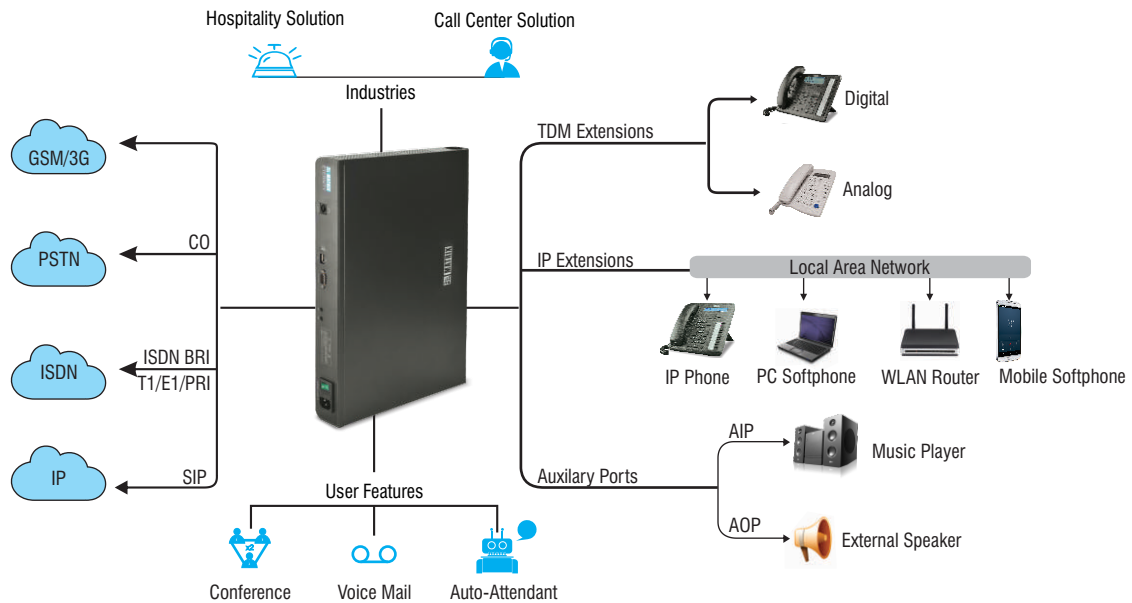 Hospitality Solution
Call Center Solution
Industries
GSM/3G
CO
PSTN
ISDN BRI
T1/E1/PRI
ISDN
SIP
IP
TDM Extensions
Digital
Analog
IP Extensions
Local Area Network
IP Phone
PC Softphone
WLAN Router
Mobile Softphone
AIP
Music Player
Auxilary Ports
AOP
External Speaker
User Features
x2
Conference
Voice Mail
Auto-Attendant